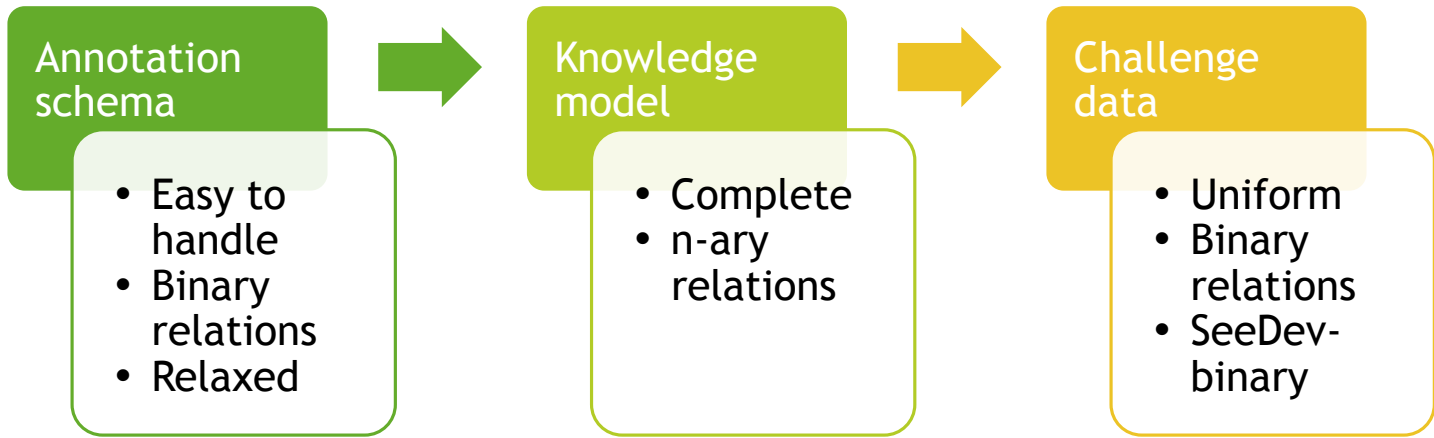 Annotation
schema
• Easy to
handle
• Binary
relations
• Relaxed
Knowledge
model
• Complete
• n-ary
relations
Challenge
data
• Uniform
• Binary
relations
• SeeDev-
binary